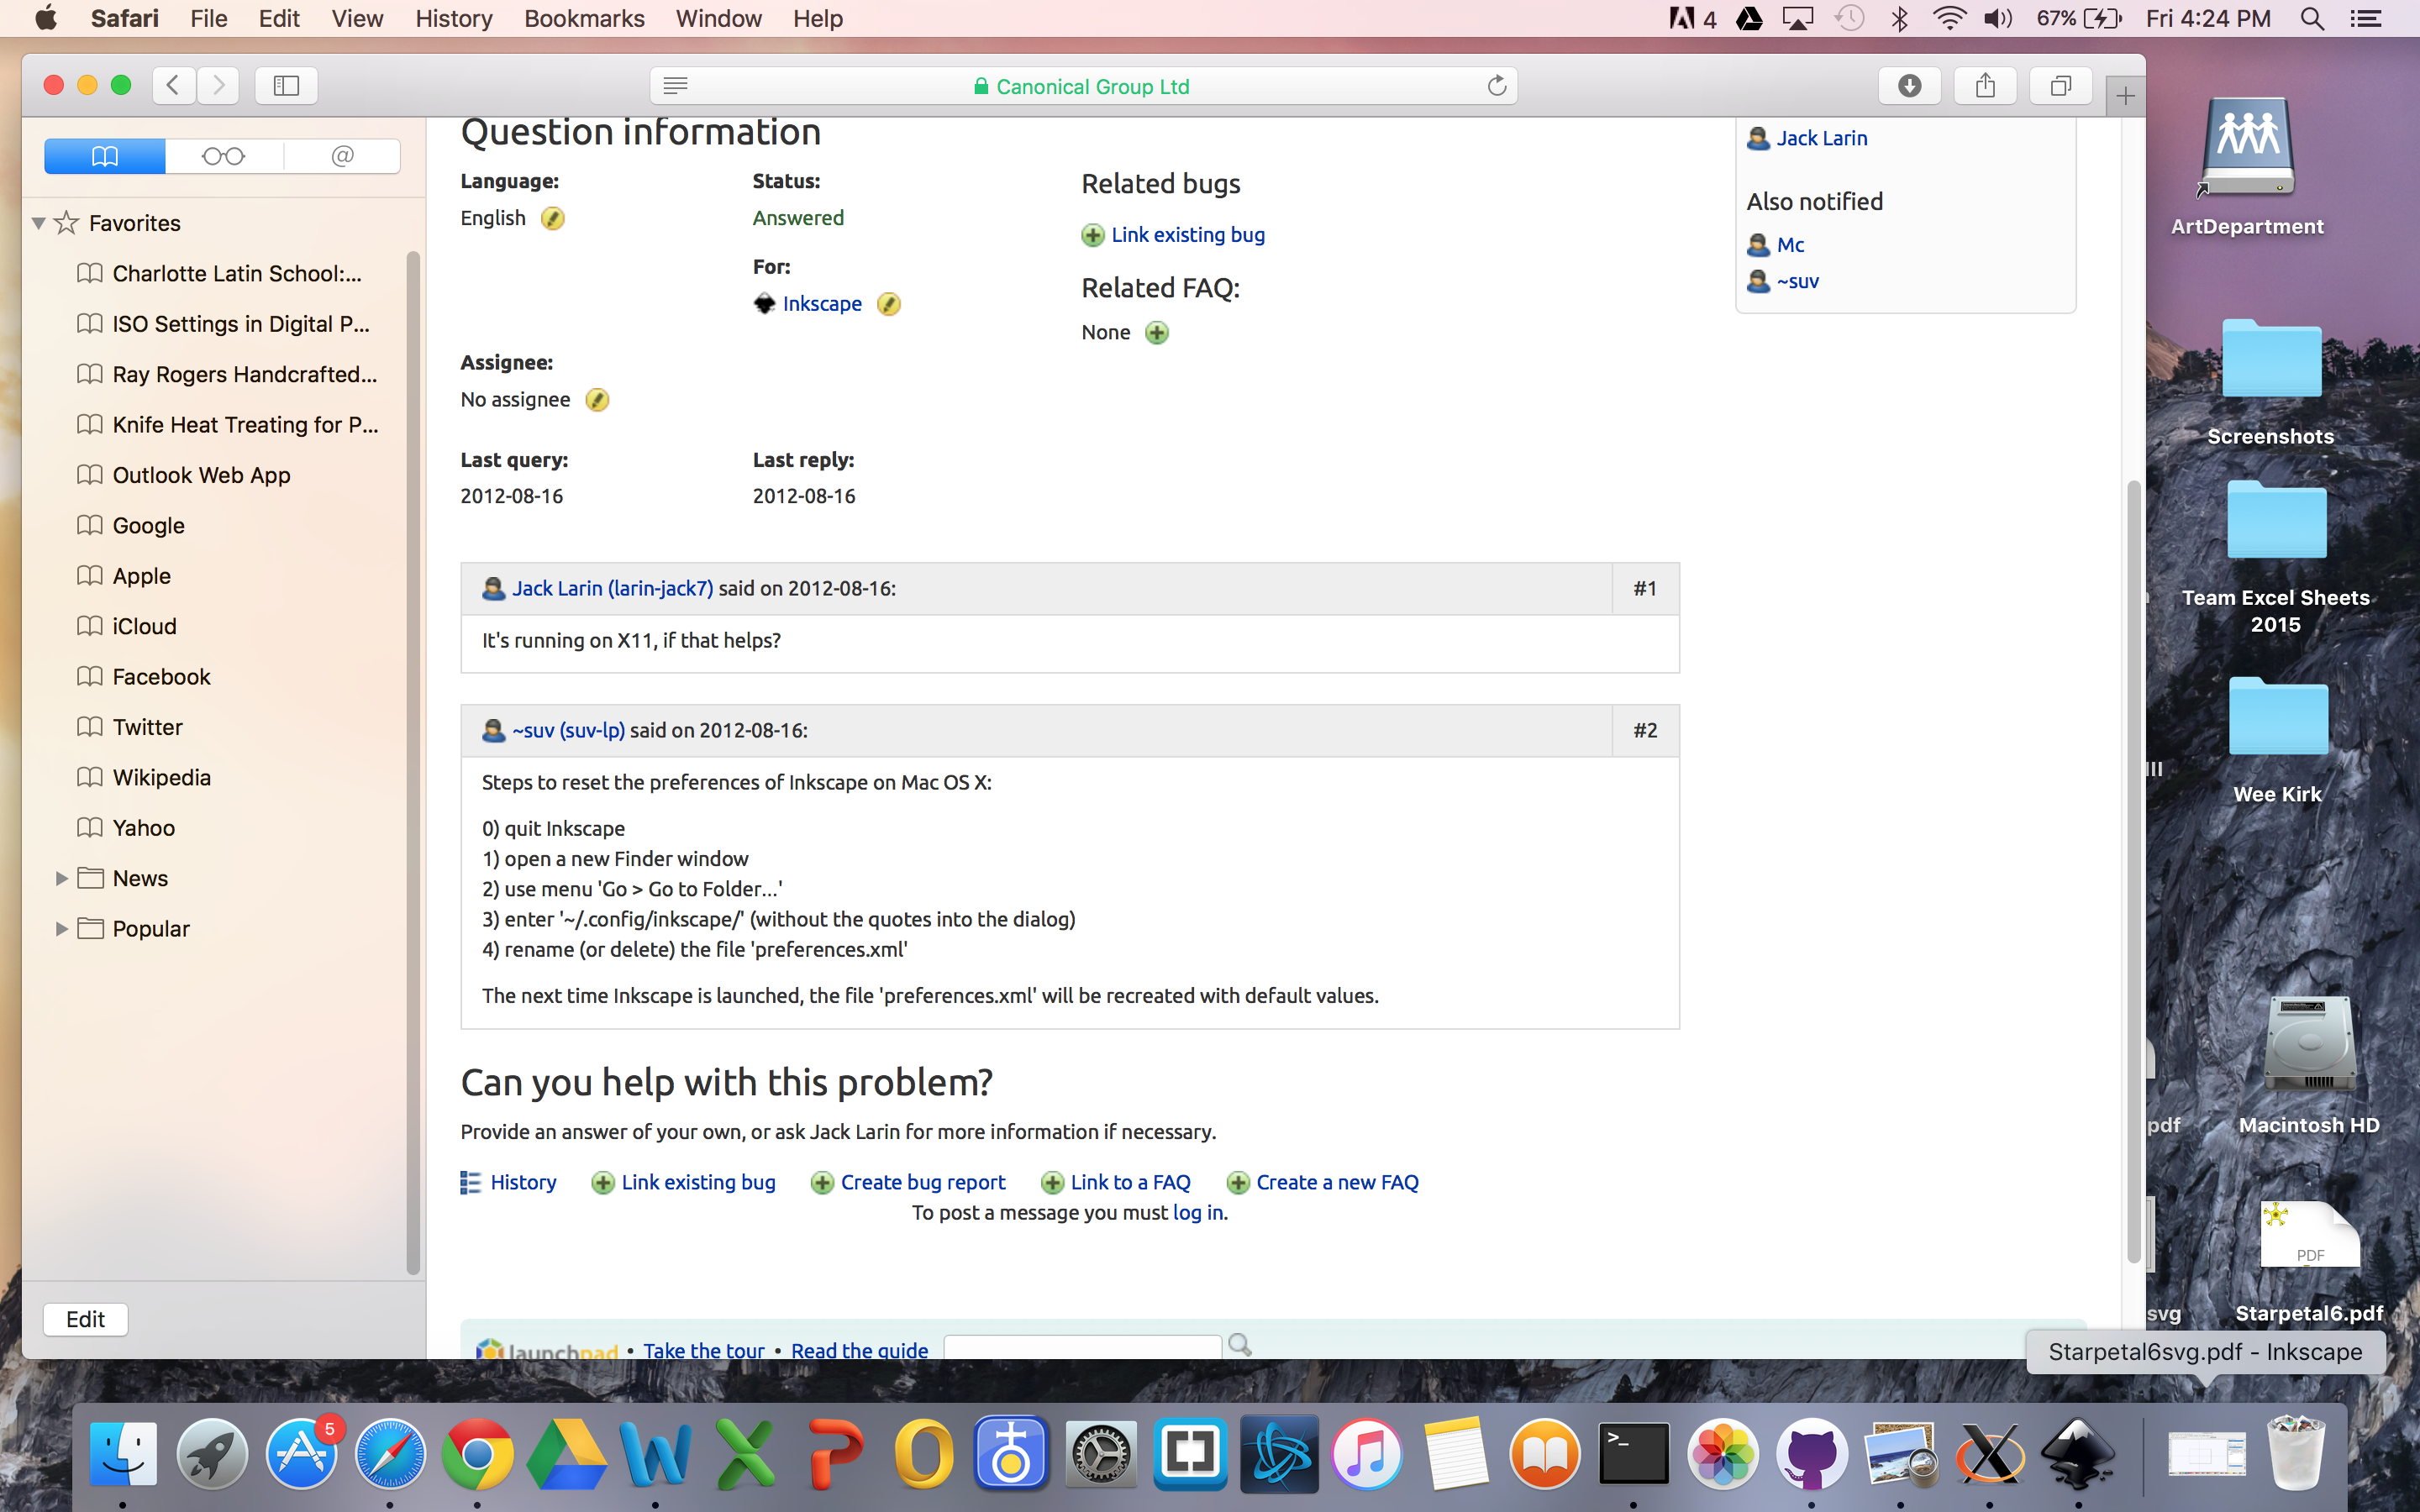 Safari File Edit View History Bookmarks Window Help
4 67% Fri 4:24 PM
Canonical Group Ltd
@
Favorites
Charlotte Latin School:...
ISO Settings in Digital P...
Ray Rogers Handcrafted...
Knife Heat Treating for P...
Outlook Web App
Google
Apple
iCloud
Facebook
Twitter
Wikipedia
Yahoo
News
Popular
Edit
Question information
Language:
English
Status:
Answered
For:
Inkscape
Assignee:
No assignee
Last query:
2012-08-16
Last reply:
2012-08-16
Related bugs
Link existing bug
Related FAQ:
None
Jack Larin
Also notified
Mc
~suv
Jack Larin (larin-jack7) said on 2012-08-16: #1
It's running on X11, if that helps?
~suv (suv-lp) said on 2012-08-16: #2
Steps to reset the preferences of Inkscape on Mac OS X:
0) quit Inkscape
1) open a new Finder window
2) use menu 'Go > Go to Folder...'
3) enter '~/.config/inkscape/' (without the quotes into the dialog)
4) rename (or delete) the file 'preferences.xml'
The next time Inkscape is launched, the file 'preferences.xml' will be recreated with default values.
Can you help with this problem?
Provide an answer of your own, or ask Jack Larin for more information if necessary.
History Link existing bug Create bug report Link to a FAQ Create a new FAQ
To post a message you must log in.
launchpad • Take the tour • Read the guide
ArtDepartment
Screenshots
Team Excel Sheets
2015
Wee Kirk
Macintosh HD
pdf
PDF
svg
Starpetal6.pdf
Starpetal6svg.pdf - Inkscape
5
>_